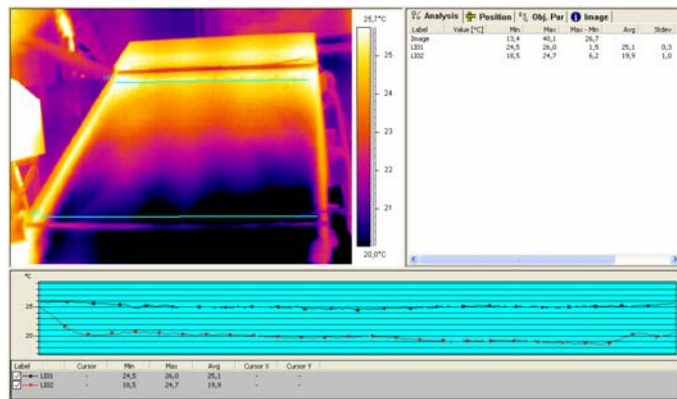 25,7°C
25
24
23
22
21
20,0°C
Analysis Position Obj. Par Image
Label Value [°C] Min Max Max - Min Avg Stdev
Image 13,4 40,1 26,7
LI01 24,5 26,0 1,5 25,1 0,3
LI02 18,5 24,7 6,2 19,9 1,0
°C
25
20
Label Cursor Min Max Avg Cursor X Cursor Y
LI01 - 24,5 26,0 25,1 - -
LI02 - 18,5 24,7 19,9 - -